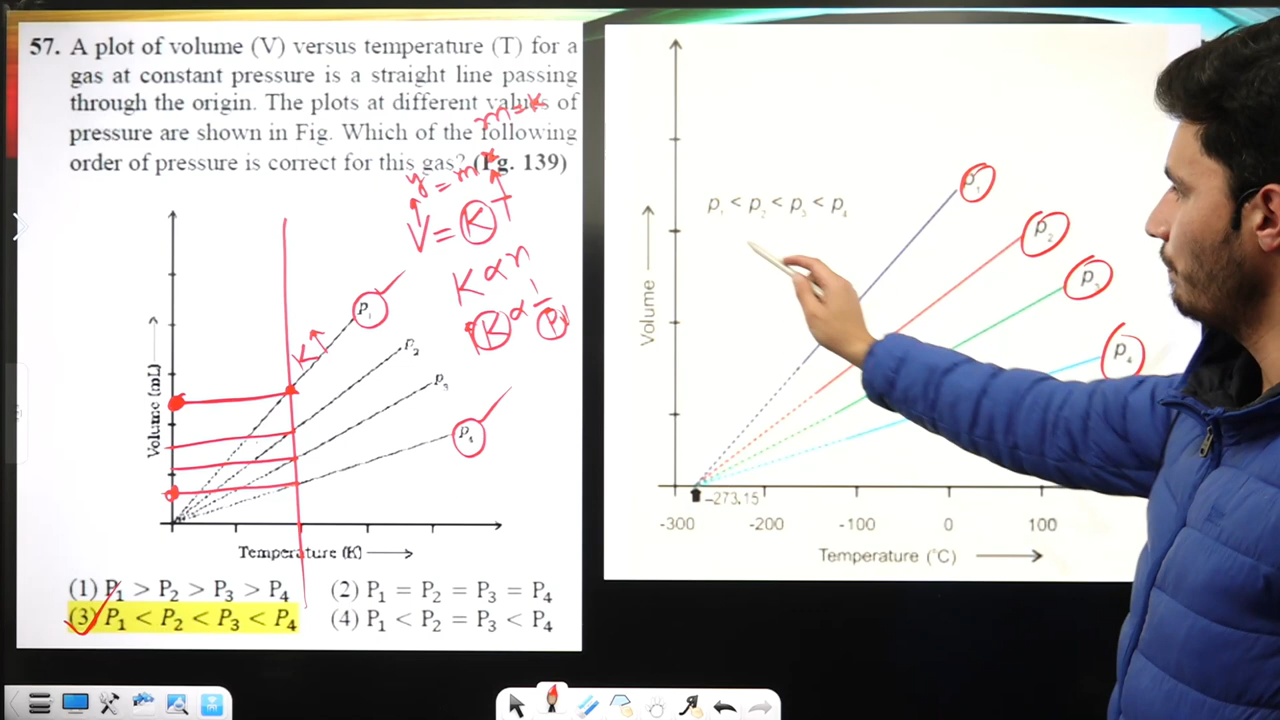 57. A plot of volume (V) versus temperature (T) for a
gas at constant pressure is a straight line passing
through the origin. The plots at different values of
pressure are shown in Fig. Which of the following
order of pressure is correct for this gas? (Pg. 139)
m = K
y = mx
V = KT
K ∝ n
K ∝ 1/P
K↑
P1
P2
P3
P4
Volume (mL)
Temperature (K)
(1) P1 > P2 > P3 > P4
(2) P1 = P2 = P3 = P4
(3) P1 < P2 < P3 < P4
(4) P1 < P2 = P3 < P4
p1
p2
p3
p4
p1 < p2 < p3 < p4
Volume
–273.15
-300 -200 -100 0 100
Temperature (°C)